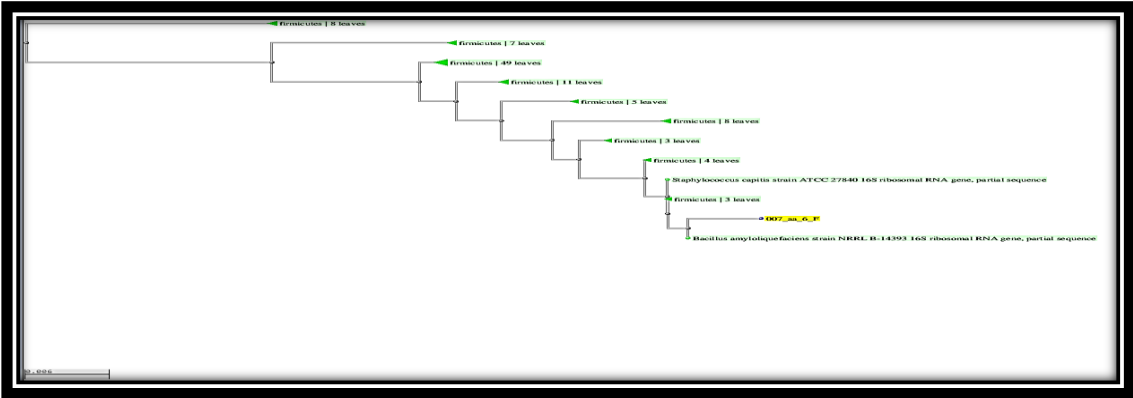 firmicutes | 8 leaves
firmicutes | 7 leaves
firmicutes | 49 leaves
firmicutes | 11 leaves
firmicutes | 5 leaves
firmicutes | 8 leaves
firmicutes | 3 leaves
firmicutes | 4 leaves
Staphylococcus capitis strain ATCC 27840 16S ribosomal RNA gene, partial sequence
firmicutes | 3 leaves
007_aa_6_F
Bacillus amyloliquefaciens strain NRRL B-14393 16S ribosomal RNA gene, partial sequence
0.006